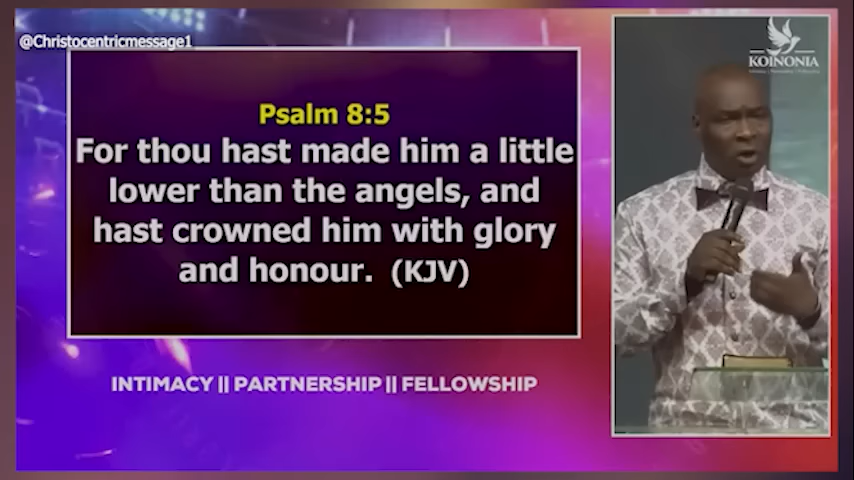 @Christocentricmessage1
Psalm 8:5
For thou hast made him a little
lower than the angels, and
hast crowned him with glory
and honour. (KJV)
INTIMACY || PARTNERSHIP || FELLOWSHIP
KOINONIA